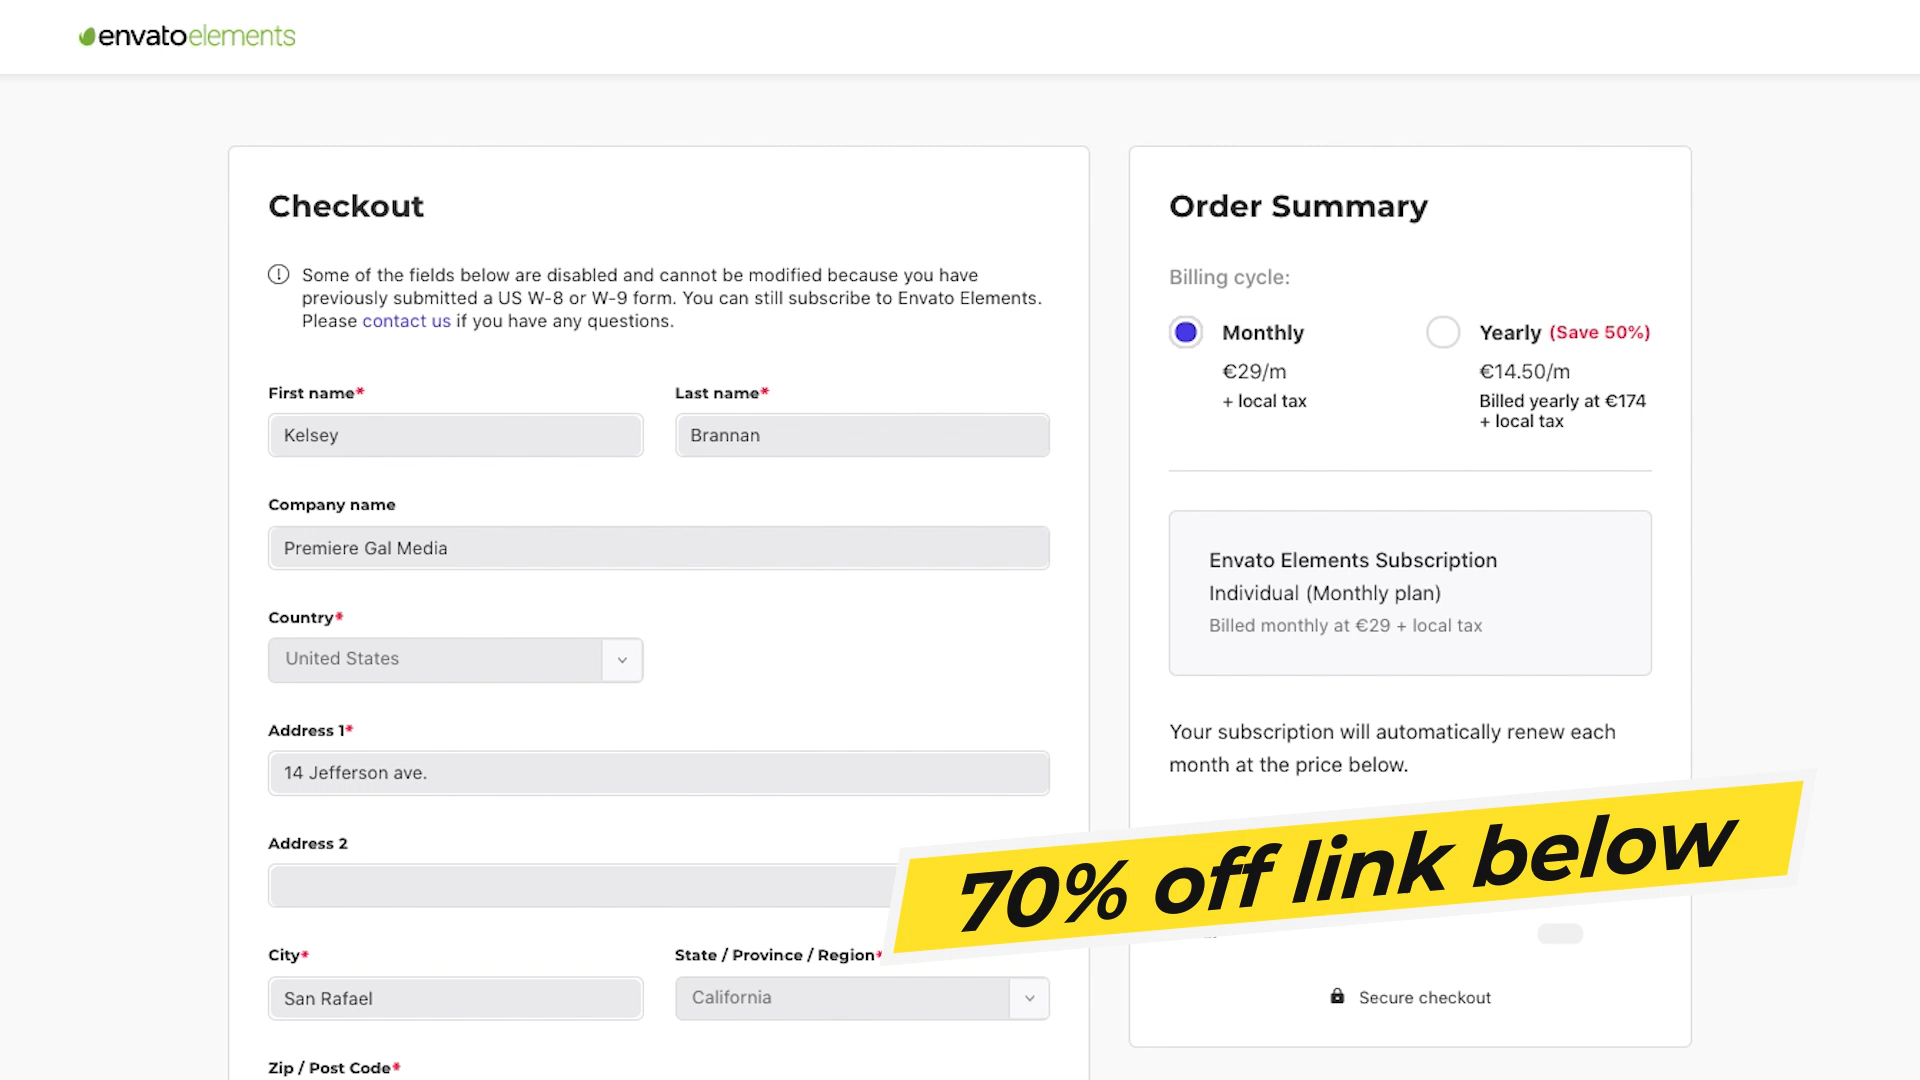 envatoelements
Checkout
Some of the fields below are disabled and cannot be modified because you have
previously submitted a US W-8 or W-9 form. You can still subscribe to Envato Elements.
Please contact us if you have any questions.
First name*
Last name*
Kelsey
Brannan
Company name
Premiere Gal Media
Country*
United States
Address 1*
14 Jefferson ave.
Address 2
City*
State / Province / Region*
San Rafael
California
Zip / Post Code*
Order Summary
Billing cycle:
Monthly
€29/m
+ local tax
Yearly (Save 50%)
€14.50/m
Billed yearly at €174
+ local tax
Envato Elements Subscription
Individual (Monthly plan)
Billed monthly at €29 + local tax
Your subscription will automatically renew each
month at the price below.
70% off link below
Secure checkout